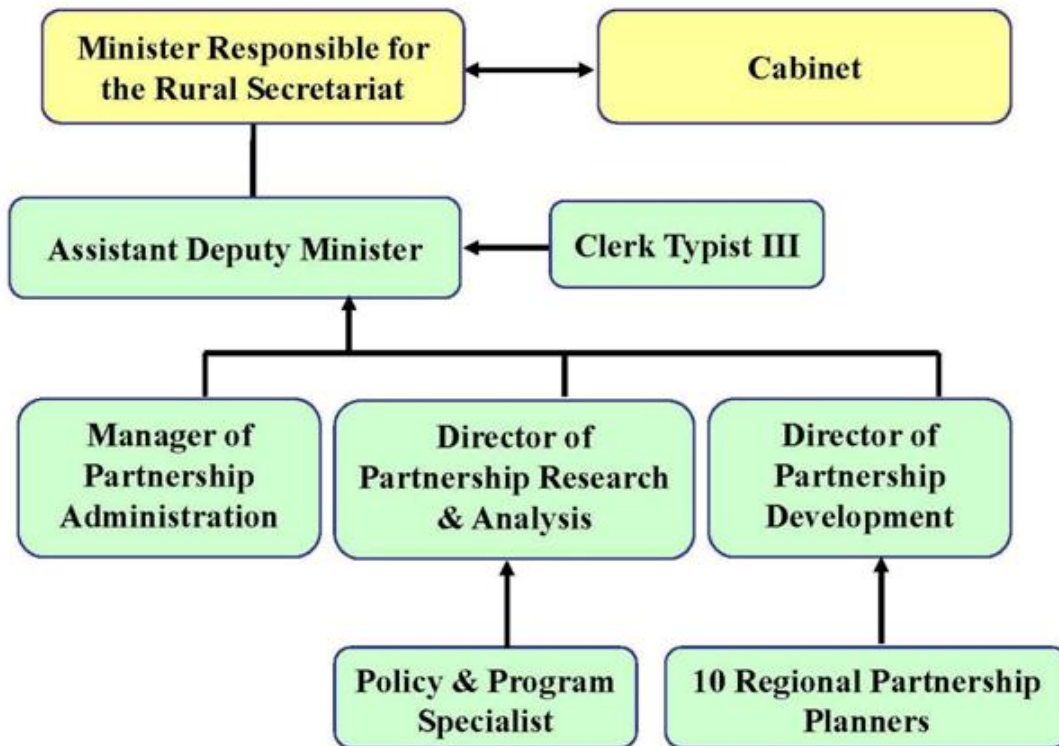 Minister Responsible for
the Rural Secretariat
Cabinet
Assistant Deputy Minister
Clerk Typist III
Manager of
Partnership
Administration
Director of
Partnership Research
& Analysis
Director of
Partnership
Development
Policy & Program
Specialist
10 Regional Partnership
Planners